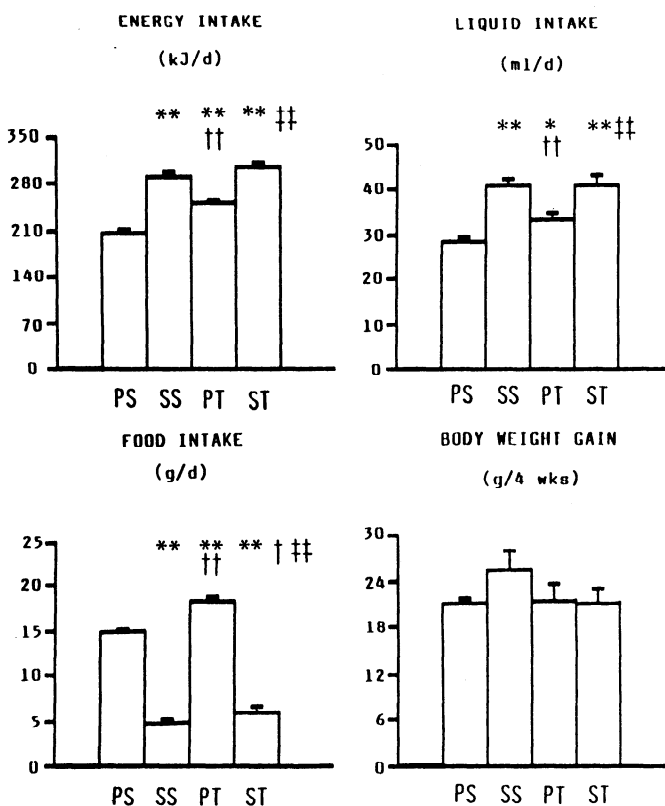 ENERGY INTAKE
(kJ/d)
** ** ** ‡‡
††
350
280
210
140
70
0
PS SS PT ST
LIQUID INTAKE
(ml/d)
** * ** ‡‡
††
50
40
30
20
10
0
PS SS PT ST
FOOD INTAKE
(g/d)
** ** ** † ‡‡
††
25
20
15
10
5
0
PS SS PT ST
BODY WEIGHT GAIN
(g/4 wks)
30
24
18
12
6
0
PS SS PT ST